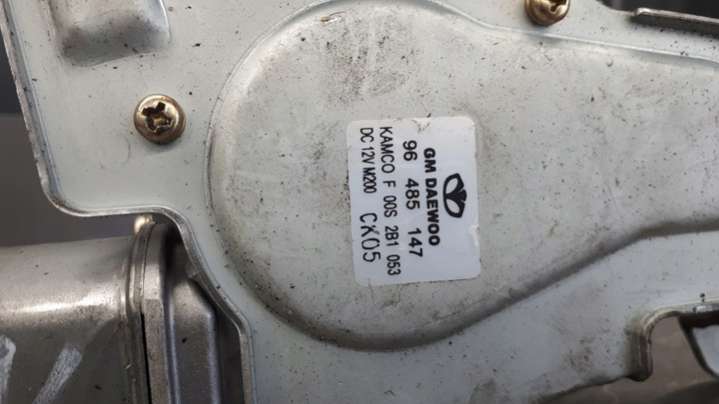 GM DAEWOO
96 485 147
KAMCO F 00S 2B1 053
DC 12V M200 CK05